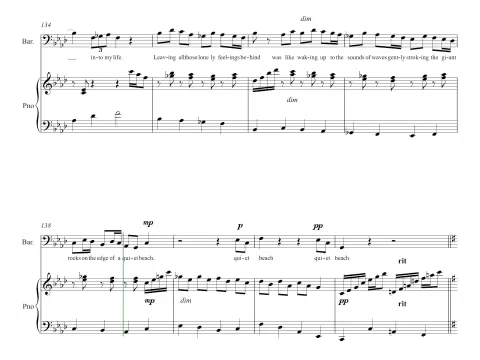 134
dim
Bar.
3
in-to my life.
Leav-ing all those lone ly feel-ings be-hind was like wak-ing up to the sounds of waves gent-ly strok-ing the gi-ant
Pno
dim
138
mp p pp
Bar.
rocks on the edge of a qui-et beach. qui-et beach qui-et beach.
rit
Pno
mp dim pp rit